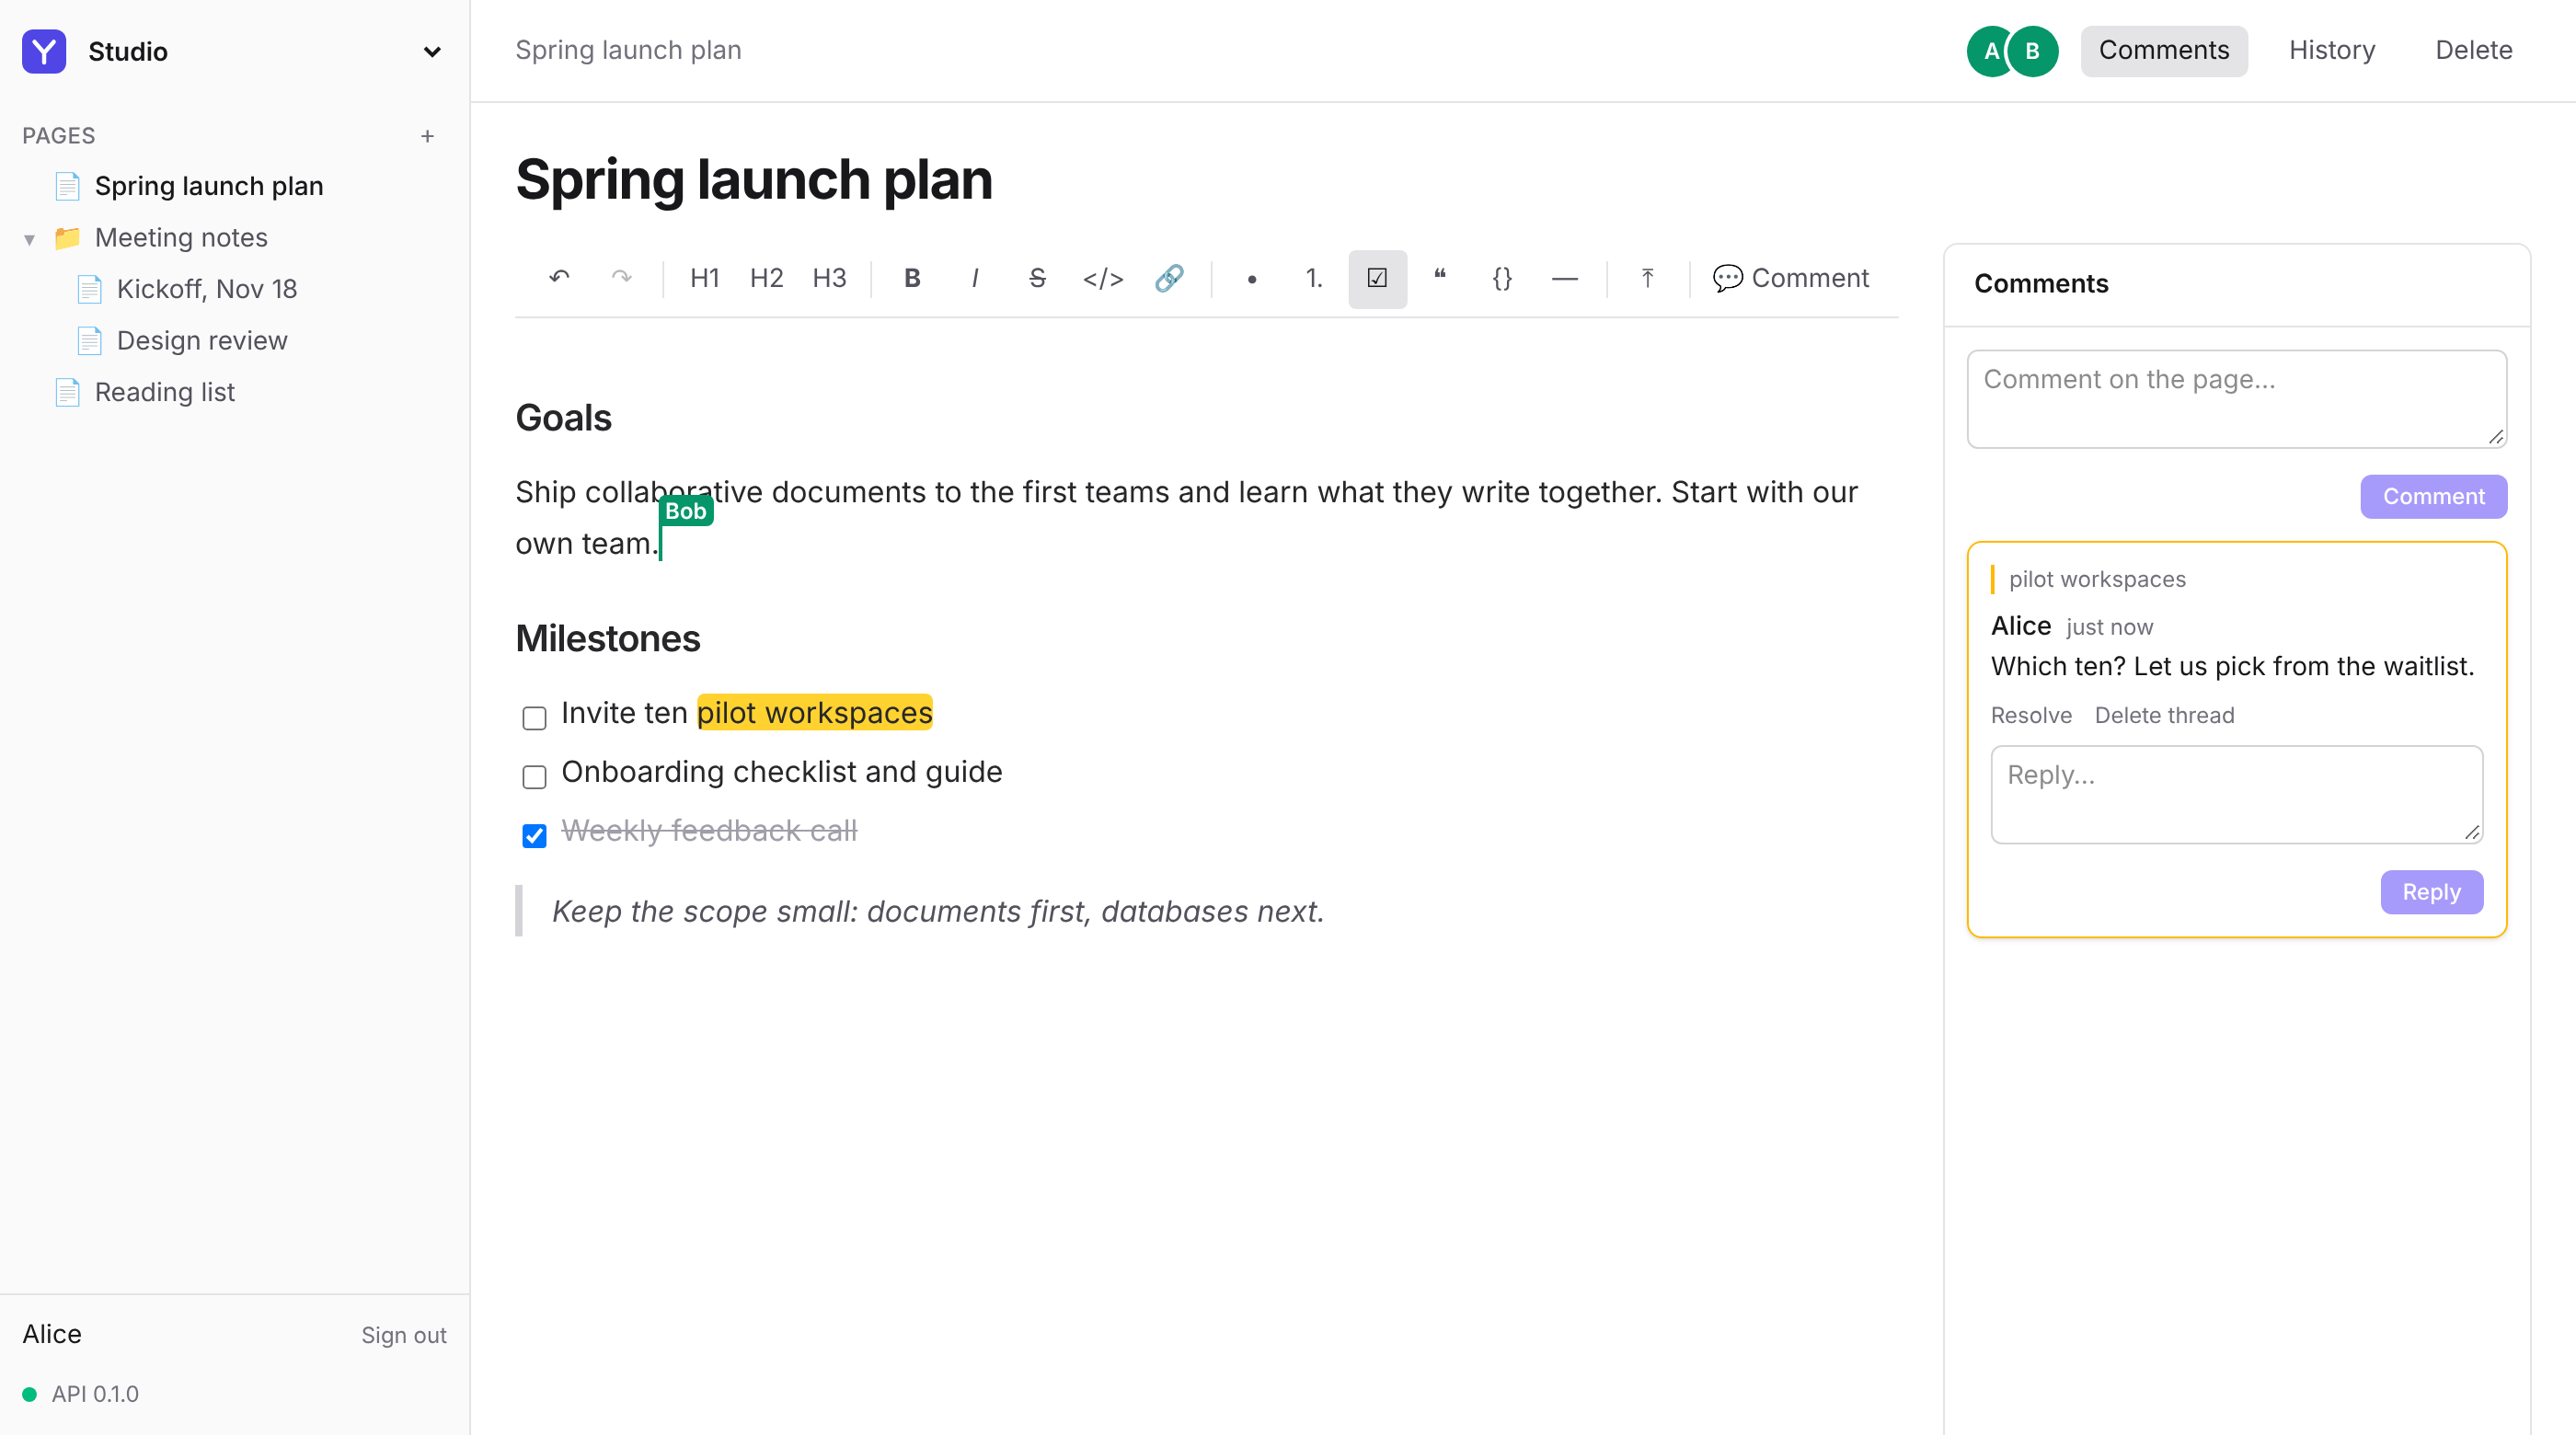 Studio
PAGES +
Spring launch plan
Meeting notes
Kickoff, Nov 18
Design review
Reading list
Alice
Sign out
API 0.1.0
Spring launch plan
A B
Comments
History
Delete
Spring launch plan
H1 H2 H3 B I S </> • 1. ❝ {} — Comment
Goals
Ship collaborative documents to the first teams and learn what they write together. Start with our
Bob
own team.
Milestones
Invite ten pilot workspaces
Onboarding checklist and guide
Weekly feedback call
Keep the scope small: documents first, databases next.
Comments
Comment on the page...
Comment
pilot workspaces
Alice just now
Which ten? Let us pick from the waitlist.
Resolve Delete thread
Reply...
Reply